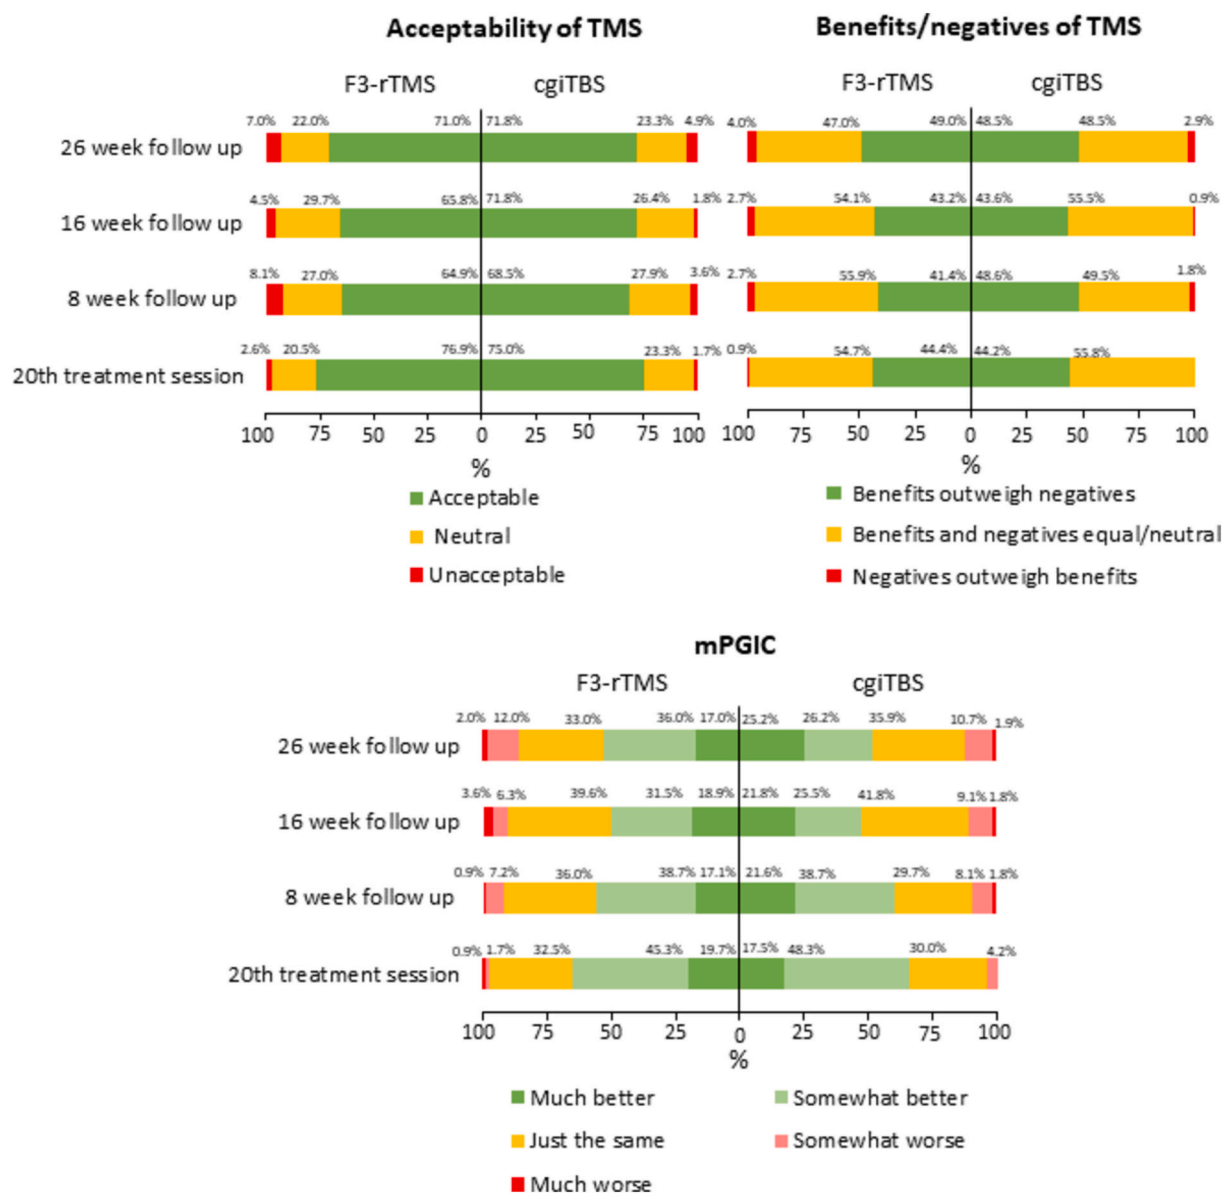 Acceptability of TMS
F3-rTMS cgiTBS
7.0% 22.0% 71.0% 71.8% 23.3% 4.9%
26 week follow up
4.5% 29.7% 65.8% 71.8% 26.4% 1.8%
16 week follow up
8.1% 27.0% 64.9% 68.5% 27.9% 3.6%
8 week follow up
2.6% 20.5% 76.9% 75.0% 23.3% 1.7%
20th treatment session
100 75 50 25 0 25 50 75 100
%
Acceptable
Neutral
Unacceptable
Benefits/negatives of TMS
F3-rTMS cgiTBS
4.0% 47.0% 49.0% 48.5% 48.5% 2.9%
2.7% 54.1% 43.2% 43.6% 55.5% 0.9%
2.7% 55.9% 41.4% 48.6% 49.5% 1.8%
0.9% 54.7% 44.4% 44.2% 55.8%
100 75 50 25 0 25 50 75 100
%
Benefits outweigh negatives
Benefits and negatives equal/neutral
Negatives outweigh benefits
mPGIC
F3-rTMS cgiTBS
2.0% 12.0% 33.0% 36.0% 17.0% 25.2% 26.2% 35.9% 10.7% 1.9%
26 week follow up
3.6% 6.3% 39.6% 31.5% 18.9% 21.8% 25.5% 41.8% 9.1% 1.8%
16 week follow up
0.9% 7.2% 36.0% 38.7% 17.1% 21.6% 38.7% 29.7% 8.1% 1.8%
8 week follow up
0.9% 1.7% 32.5% 45.3% 19.7% 17.5% 48.3% 30.0% 4.2%
20th treatment session
100 75 50 25 0 25 50 75 100
%
Much better Somewhat better
Just the same Somewhat worse
Much worse